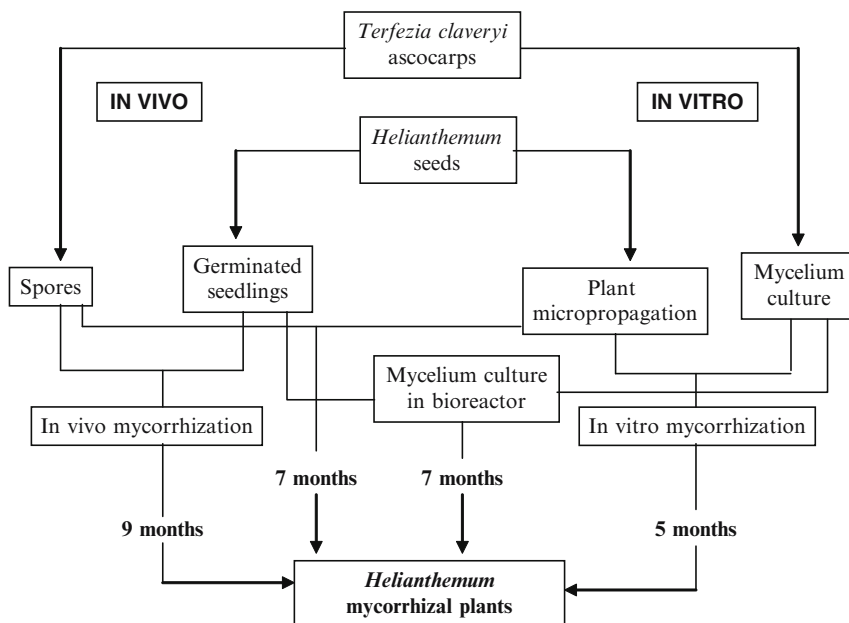 Terfezia claveryi
ascocarps
IN VIVO
IN VITRO
Helianthemum
seeds
Spores
Germinated
seedlings
Plant
micropropagation
Mycelium
culture
Mycelium culture
in bioreactor
In vivo mycorrhization
In vitro mycorrhization
7 months
7 months
9 months
5 months
Helianthemum
mycorrhizal plants